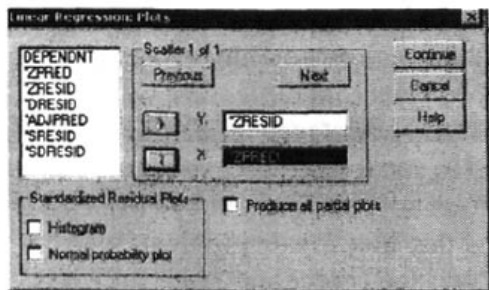 Linear Regression: Plots
DEPENDNT
*ZPRED
*ZRESID
*DRESID
*ADJPRED
*SRESID
*SDRESID
Scatter 1 of 1
Previous
Next
Y:
*ZRESID
X:
*ZPRED
Continue
Cancel
Help
Standardized Residual Plots
Histogram
Normal probability plot
Produce all partial plots